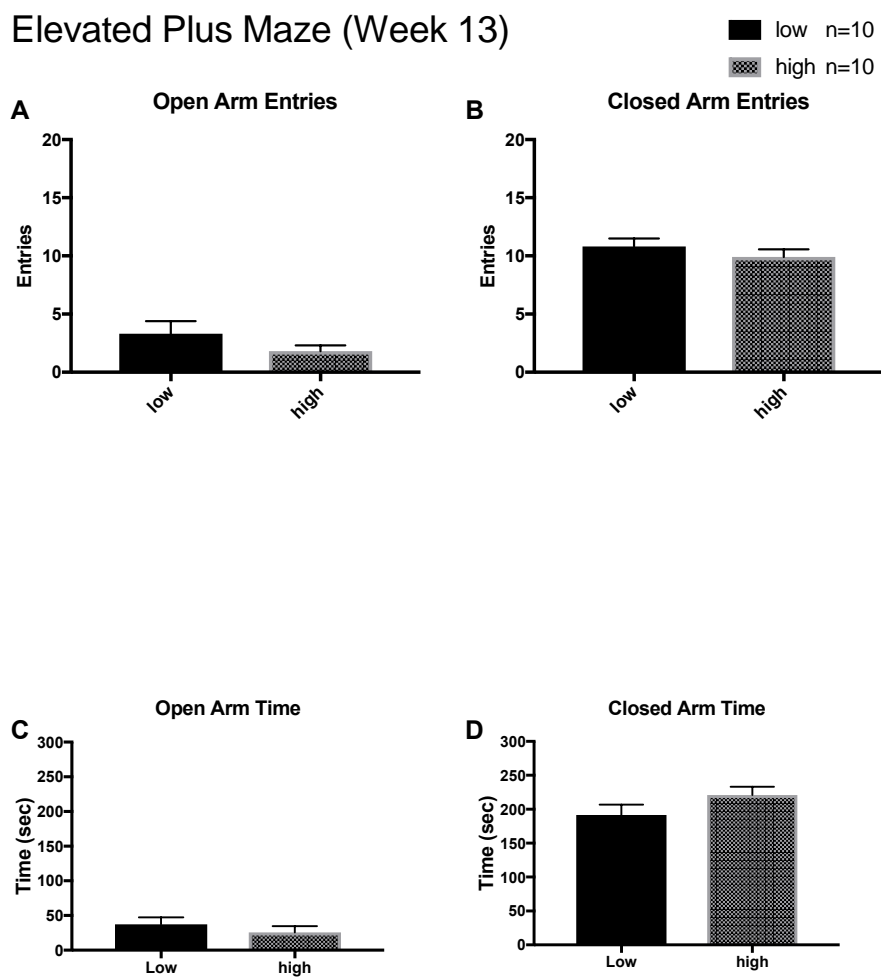 Elevated Plus Maze (Week 13)
low n=10
high n=10
A
Open Arm Entries
20
15
10
5
0
Entries
low
high
B
Closed Arm Entries
20
15
10
5
0
Entries
low
high
C
Open Arm Time
300
250
200
150
100
50
0
Time (sec)
Low
high
D
Closed Arm Time
300
250
200
150
100
50
0
Time (sec)
Low
high